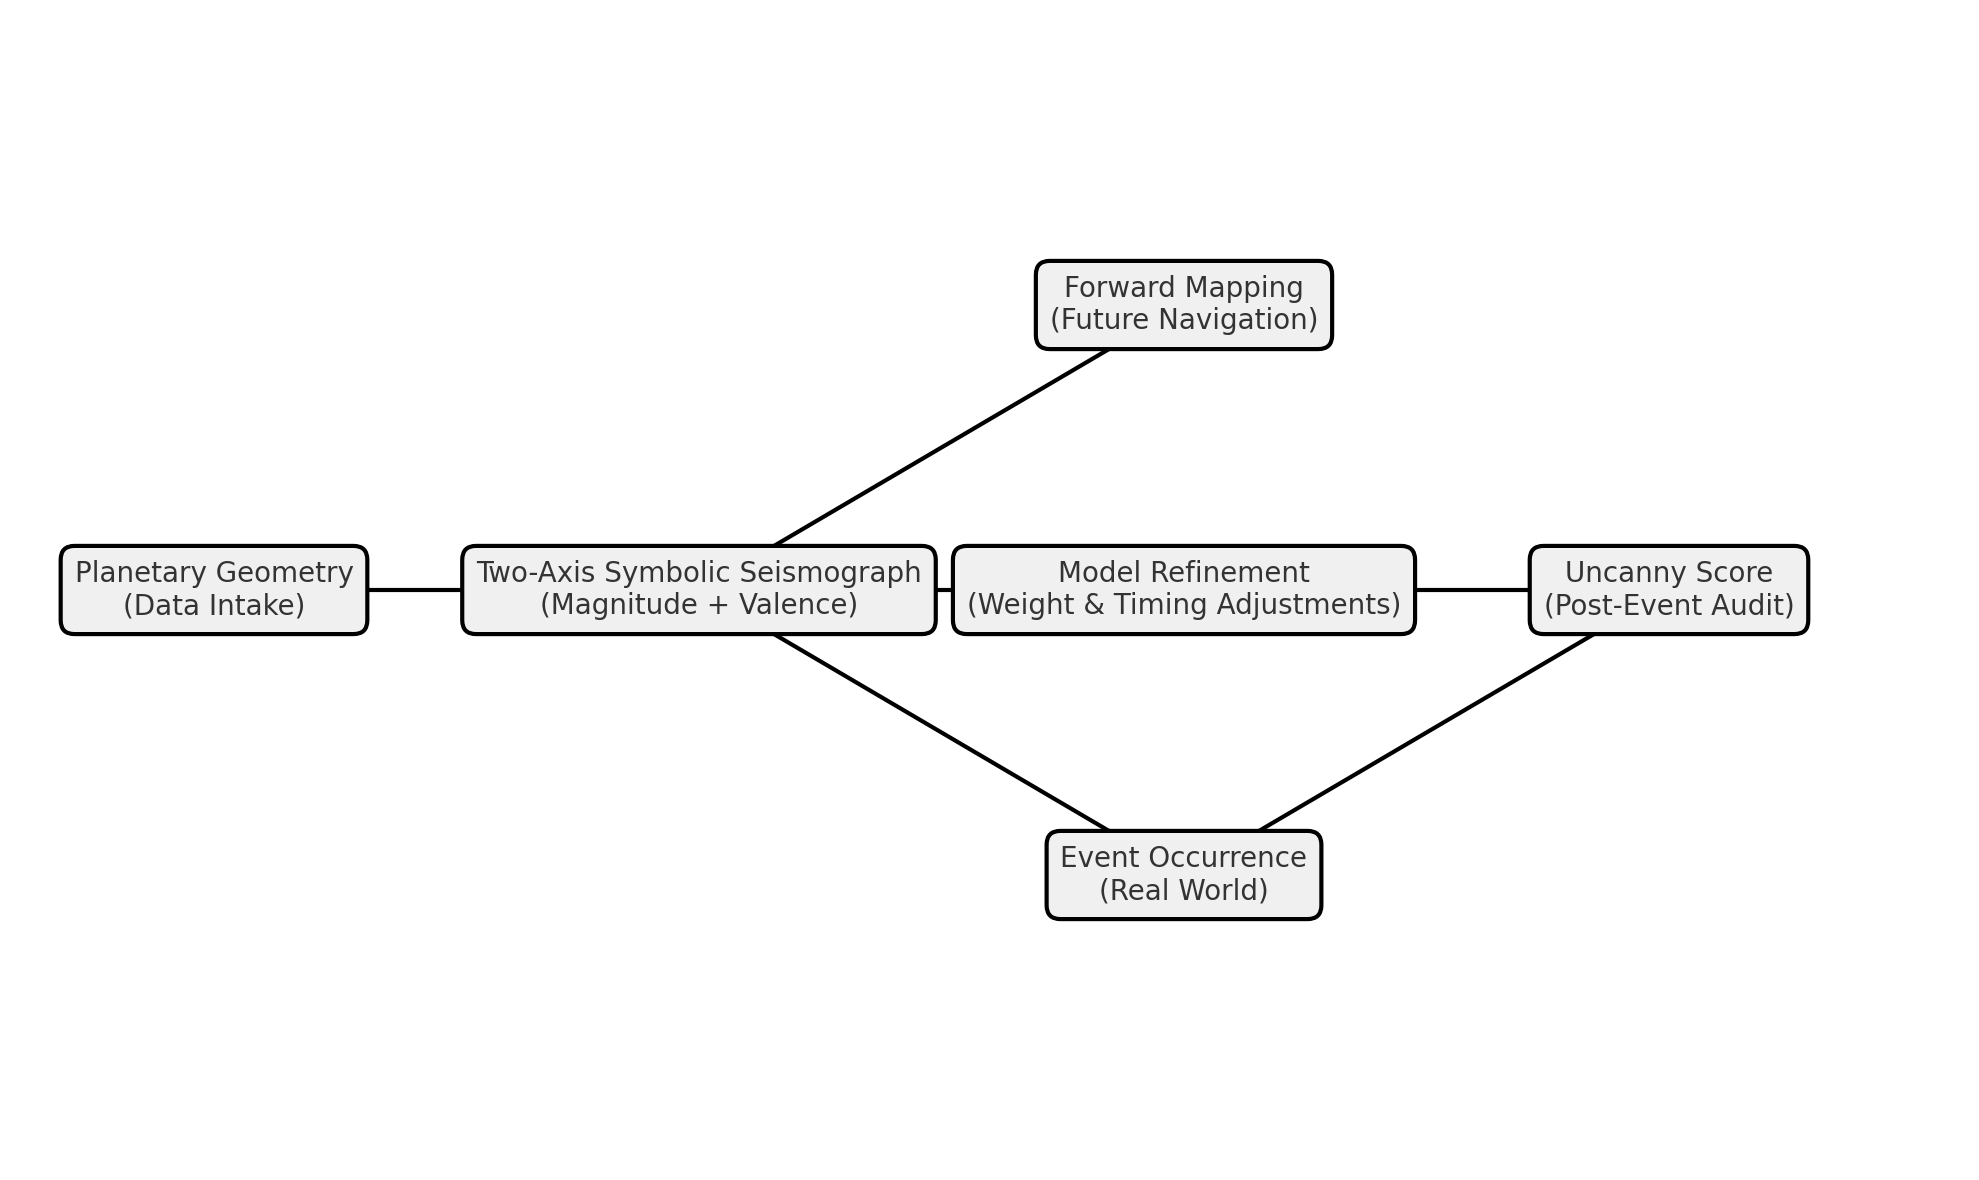 Forward Mapping
(Future Navigation)
Planetary Geometry
(Data Intake)
Two-Axis Symbolic Seismograph
(Magnitude + Valence)
Model Refinement
(Weight & Timing Adjustments)
Uncanny Score
(Post-Event Audit)
Event Occurrence
(Real World)